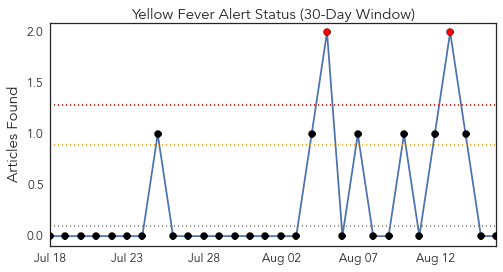 Yellow Fever Alert Status (30-Day Window)
Articles Found
2.0
1.5
1.0
0.5
0.0
Jul 18 Jul 23 Jul 28 Aug 02 Aug 07 Aug 12